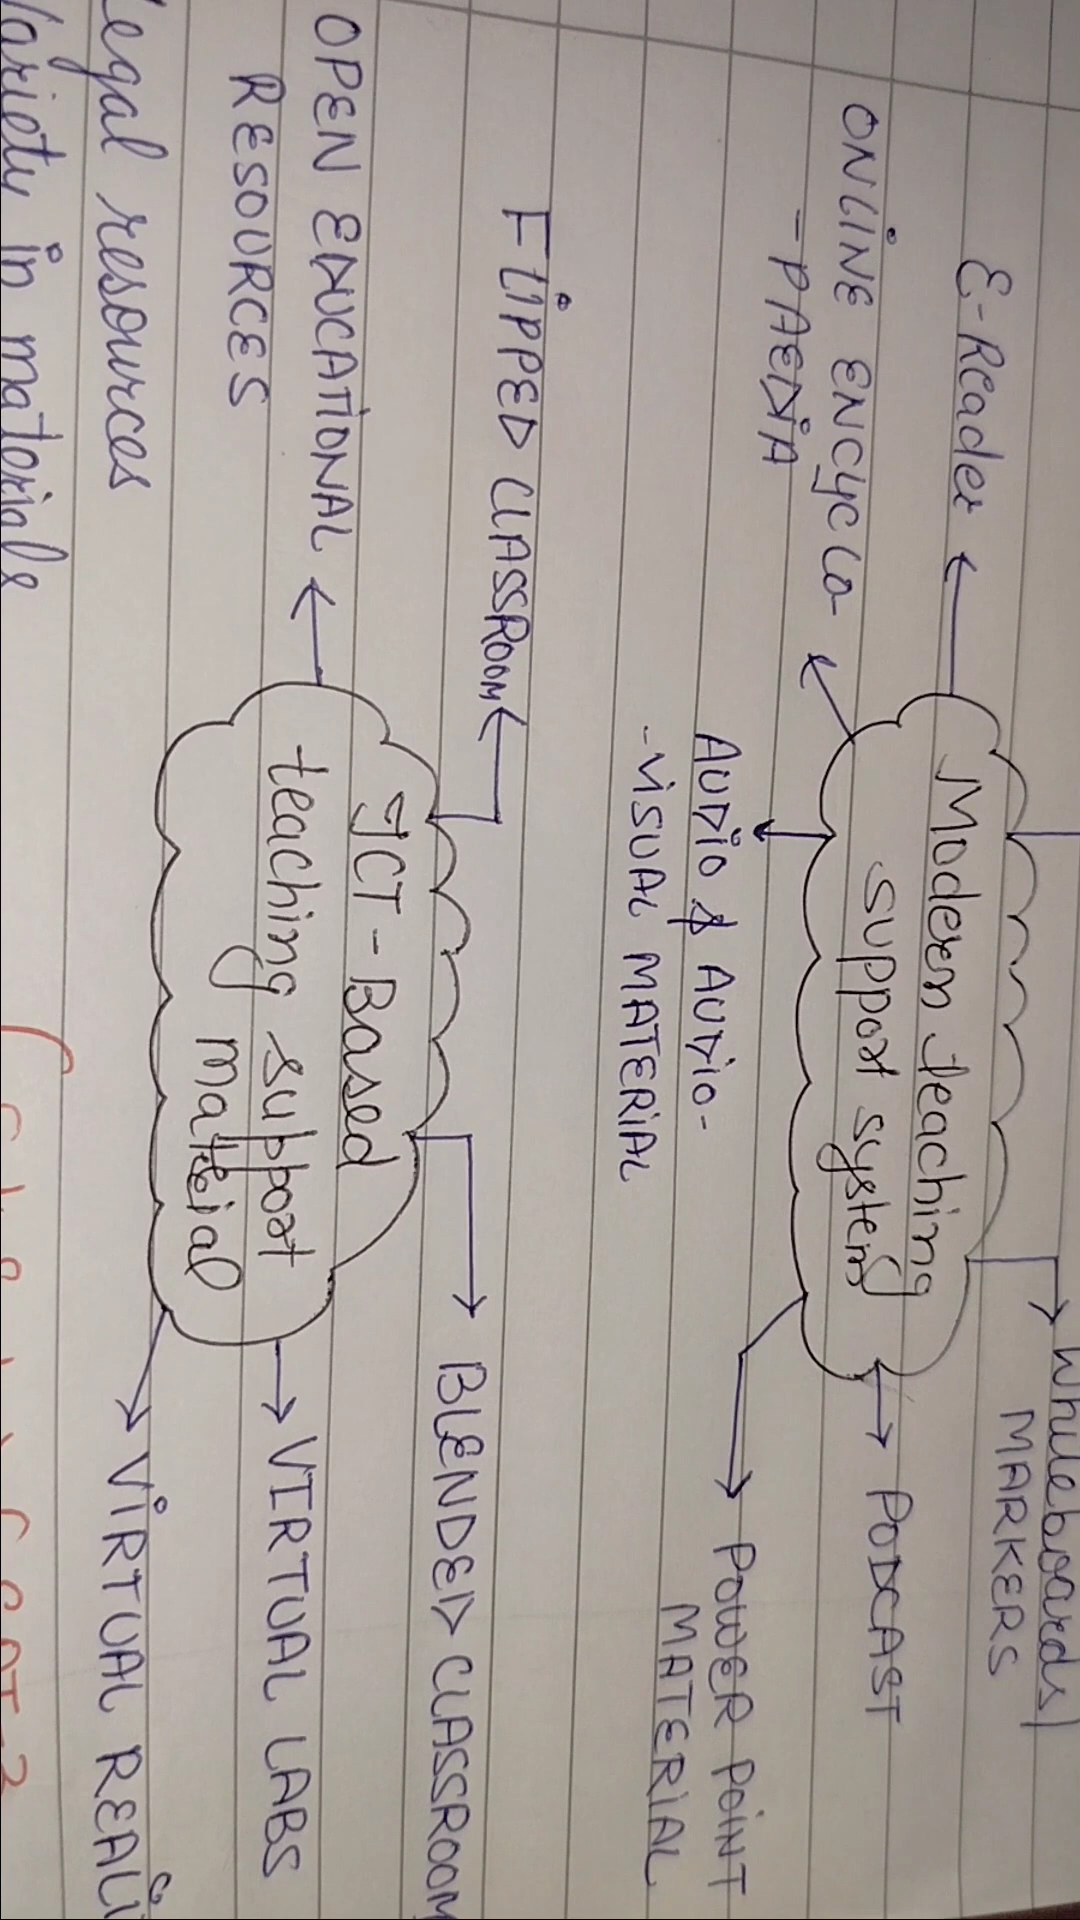 Whiteboards/
MARKERS
E-Reader
Modern teaching
support system
PODCAST
ONLINE ENCYCLO
-PAEDIA
AUDIO & AUDIO-
-VISUAL MATERIAL
POWER POINT
MATERIAL
FLIPPED CLASSROOM
BLENDED CLASSROOM
ICT-Based
teaching support
material
OPEN EDUCATIONAL
RESOURCES
VIRTUAL LABS
VIRTUAL
legal resources
Variety in materials